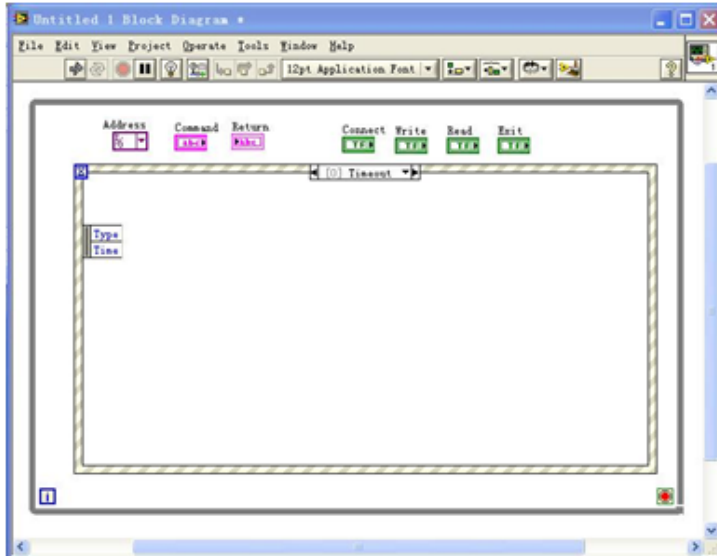 Untitled 1 Block Diagram *
File Edit View Project Operate Tools Window Help
12pt Application Font
Address Command Return Connect Write Read Exit
abc abc TF TF TF TF
[0] Timeout
Type
Time
i